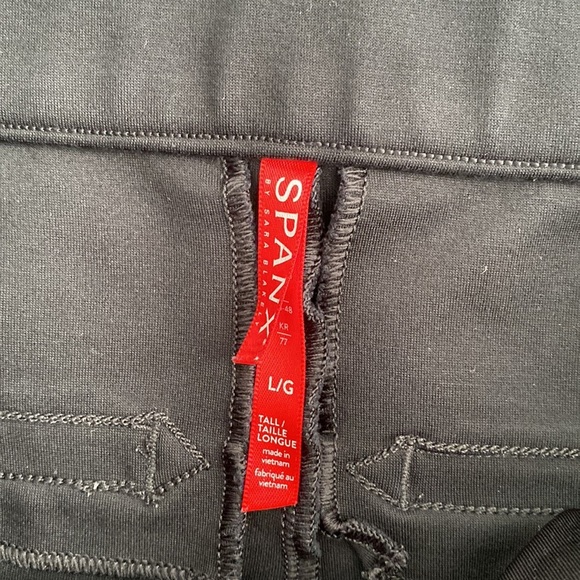 SPANX
BY SARA BLAKELY
-48
KR
77
L/G
TALL/
TAILLE
LONGUE
made in
vietnam
fabriqué au
vietnam